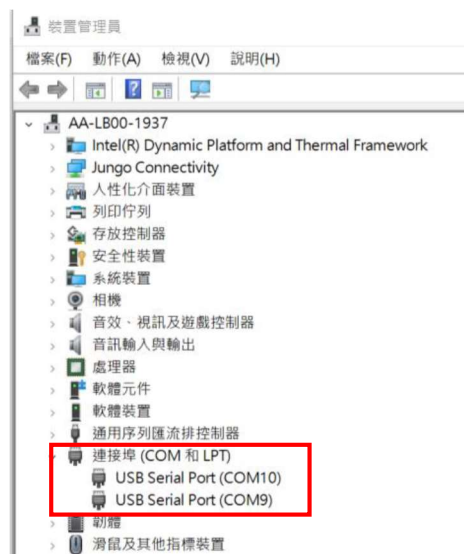 裝置管理員
檔案(F) 動作(A) 檢視(V) 說明(H)
AA-LB00-1937
Intel(R) Dynamic Platform and Thermal Framework
Jungo Connectivity
人性化介面裝置
列印佇列
存放控制器
安全性裝置
系統裝置
相機
音效、視訊及遊戲控制器
音訊輸入與輸出
處理器
軟體元件
軟體裝置
通用序列匯流排控制器
連接埠 (COM 和 LPT)
USB Serial Port (COM10)
USB Serial Port (COM9)
韌體
滑鼠及其他指標裝置